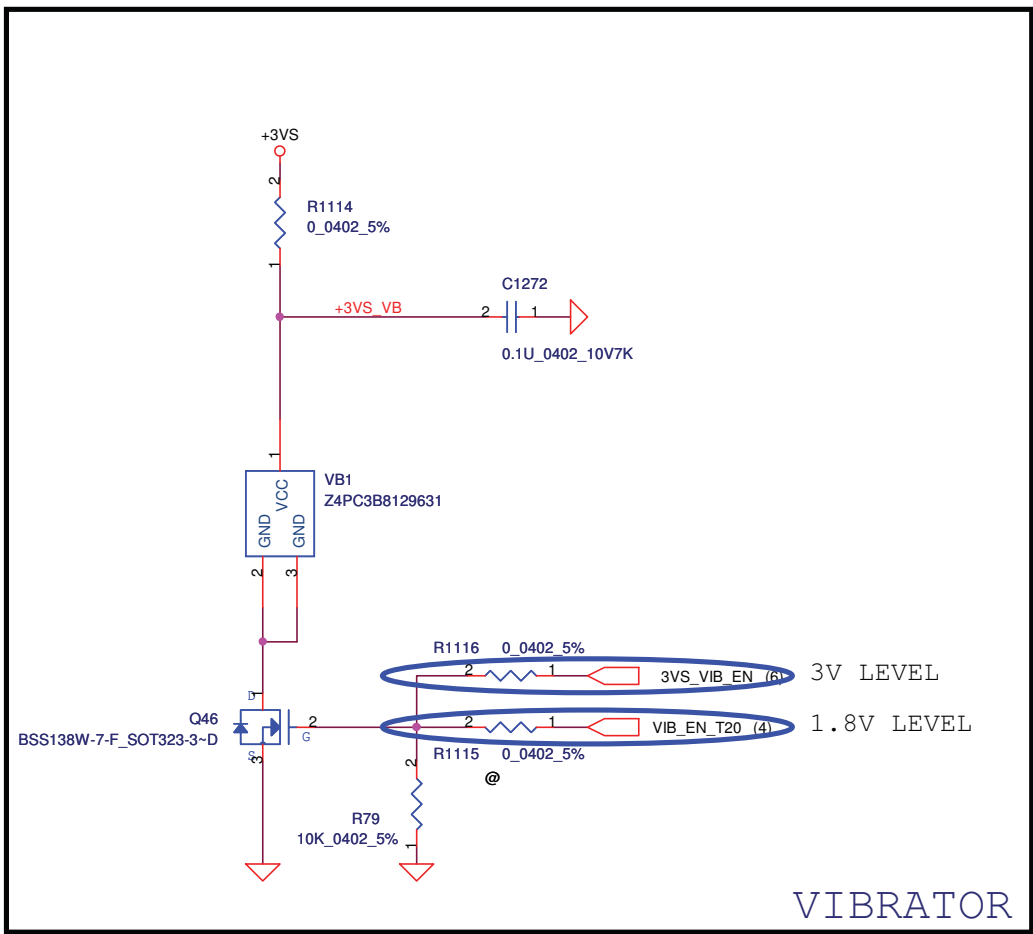 +3VS
2
R1114
0_0402_5%
1
C1272
+3VS_VB
2
1
0.1U_0402_10V7K
1
VB1
Z4PC3B8129631
VCC
GND
GND
2
3
R1116 0_0402_5%
2
1
3VS_VIB_EN (6)
3V LEVEL
D
1
Q46
BSS138W-7-F_SOT323-3~D
2
G
S
3
2
1
VIB_EN_T20 (4)
1.8V LEVEL
R1115 0_0402_5%
@
2
R79
10K_0402_5%
1
VIBRATOR